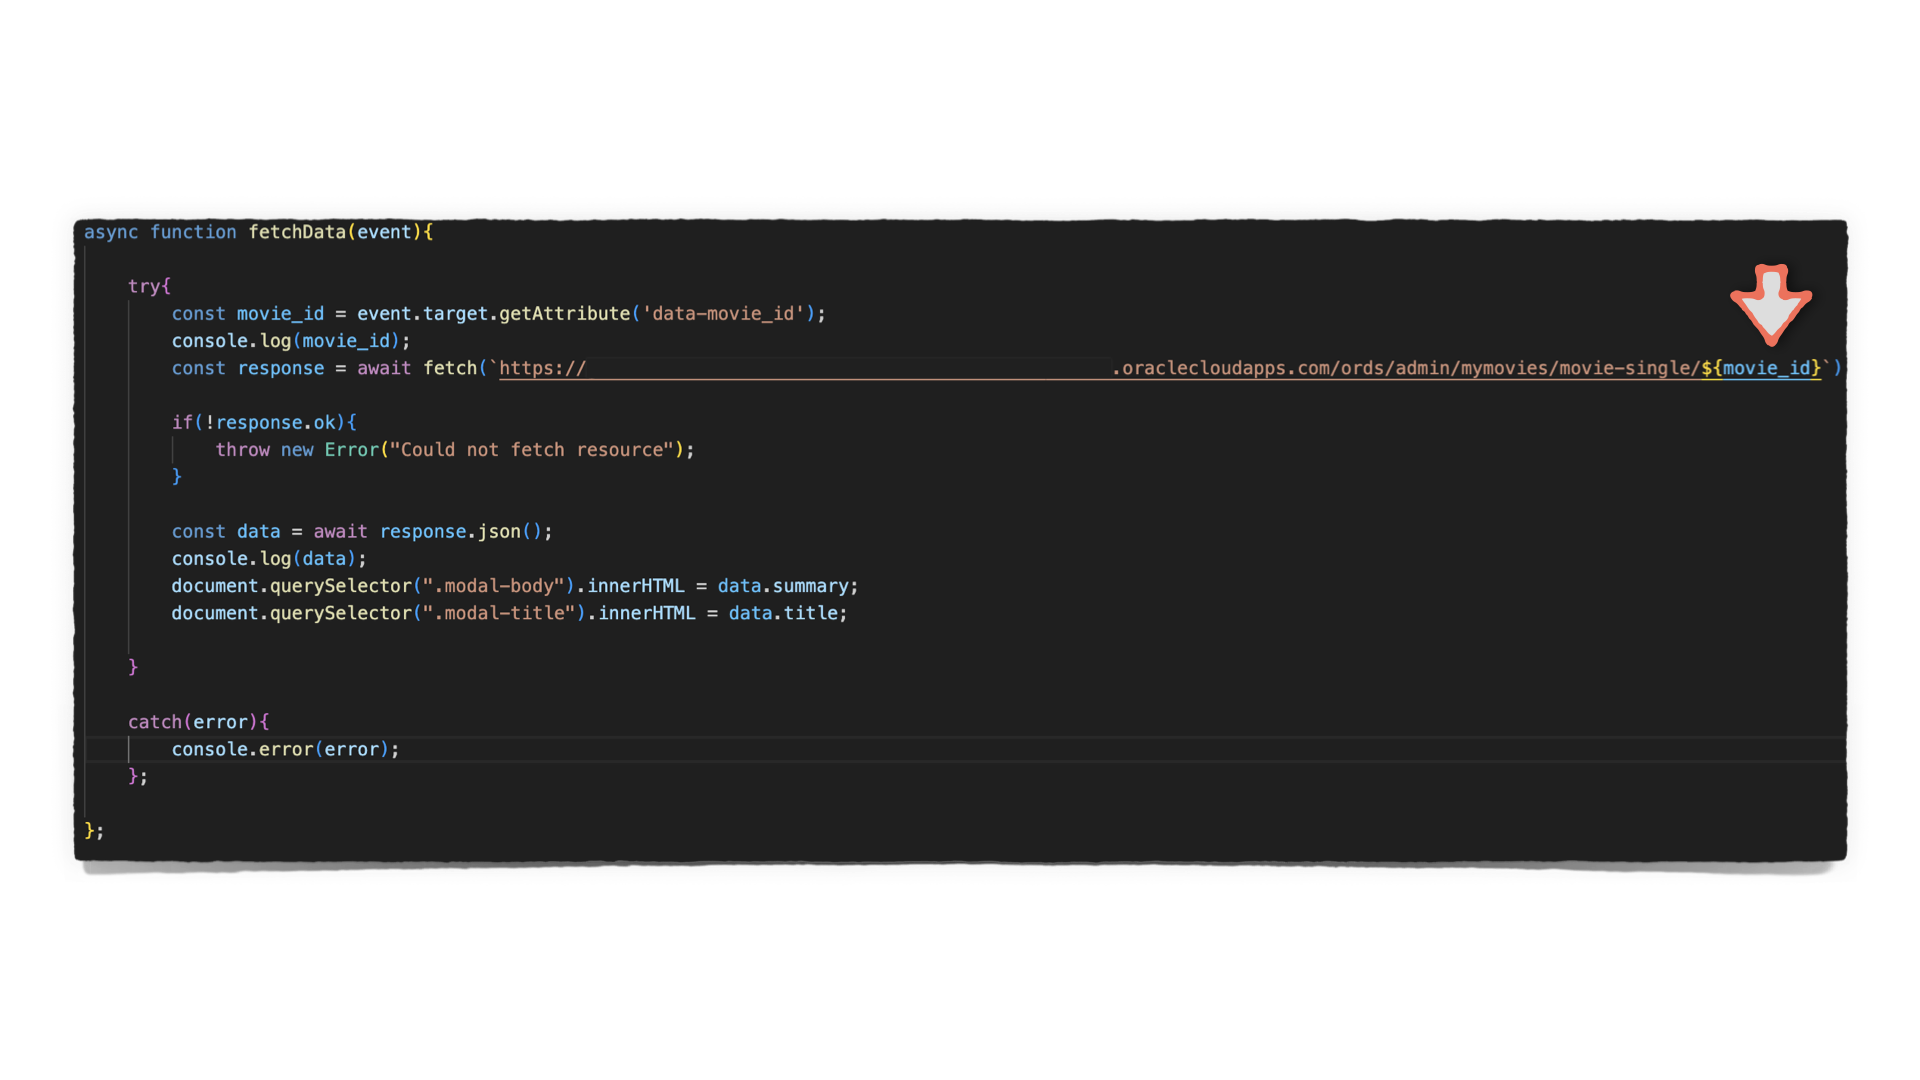 async function fetchData(event){
try{
const movie_id = event.target.getAttribute('data-movie_id');
console.log(movie_id);
const response = await fetch(`https:// .oraclecloudapps.com/ords/admin/mymovies/movie-single/${movie_id}`)
if(!response.ok){
throw new Error("Could not fetch resource");
}
const data = await response.json();
console.log(data);
document.querySelector(".modal-body").innerHTML = data.summary;
document.querySelector(".modal-title").innerHTML = data.title;
}
catch(error){
console.error(error);
};
};